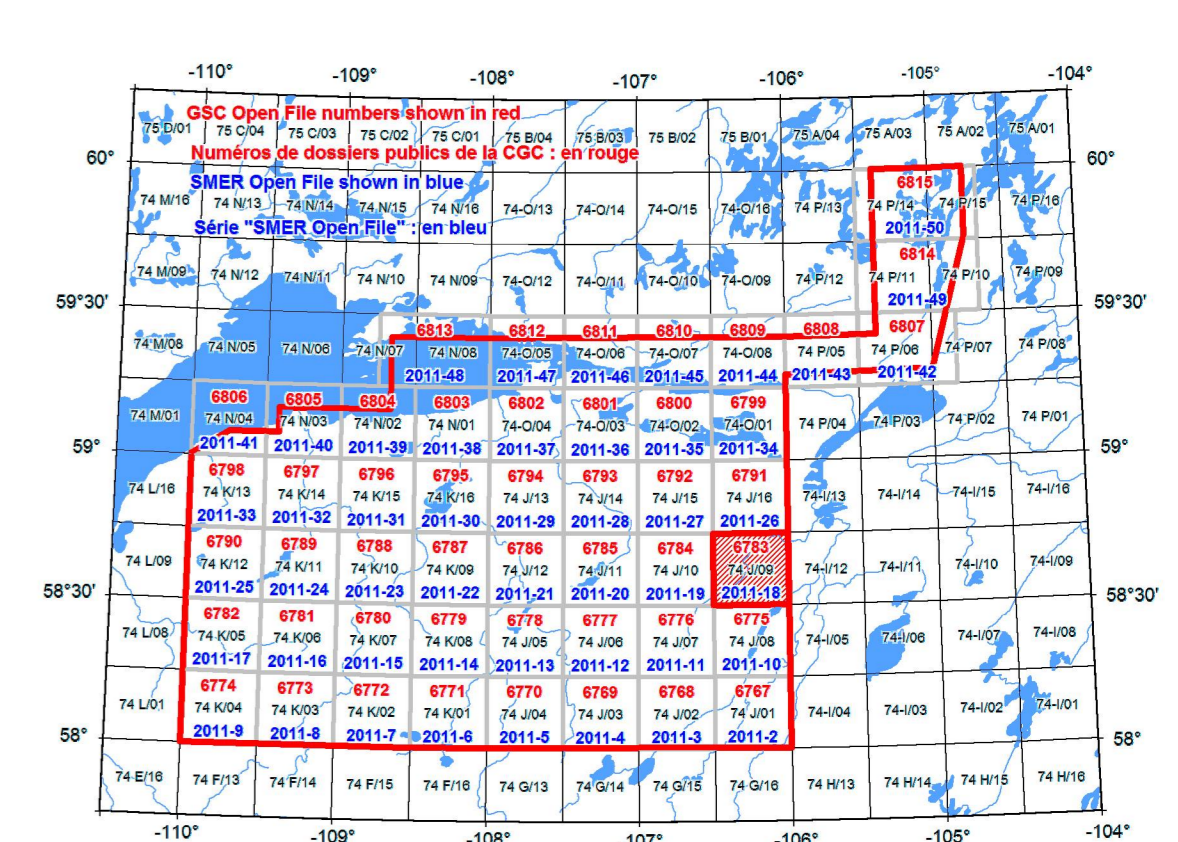 -110° -109° -108° -107° -106° -105° -104°
GSC Open File numbers shown in red
75 D/01 75 C/04 75 C/03 75 C/02 75 C/01 75 B/04 75 B/03 75 B/02 75 B/01 75 A/04 75 A/03 75 A/02 75 A/01
Numéros de dossiers publics de la CGC : en rouge
60° 60°
SMER Open File shown in blue
6815
74 M/16 74 N/13 74 N/14 74 N/15 74 N/16 74-O/13 74-O/14 74-O/15 74-O/16 74 P/13 74 P/14 74 P/15 74 P/16
Série "SMER Open File" : en bleu
2011-50
6814
74 M/09 74 N/12 74 N/11 74 N/10 74 N/09 74-O/12 74-O/11 74-O/10 74-O/09 74 P/12 74 P/11 74 P/10 74 P/09
2011-49
59°30' 59°30'
6813 6812 6811 6810 6809 6808 6807
74 M/08 74 N/05 74 N/06 74 N/07 74 N/08 74-O/05 74-O/06 74-O/07 74-O/08 74 P/05 74 P/06 74 P/07 74 P/08
2011-48 2011-47 2011-46 2011-45 2011-44 2011-43 2011-42
6806 6805 6804 6803 6802 6801 6800 6799
74 M/01 74 N/04 74 N/03 74 N/02 74 N/01 74-O/04 74-O/03 74-O/02 74-O/01 74 P/04 74 P/03 74 P/02 74 P/01
2011-41 2011-40 2011-39 2011-38 2011-37 2011-36 2011-35 2011-34
59° 59°
6798 6797 6796 6795 6794 6793 6792 6791
74 L/16 74 K/13 74 K/14 74 K/15 74 K/16 74 J/13 74 J/14 74 J/15 74 J/16 74-I/13 74-I/14 74-I/15 74-I/16
2011-33 2011-32 2011-31 2011-30 2011-29 2011-28 2011-27 2011-26
6790 6789 6788 6787 6786 6785 6784 6783
74 L/09 74 K/12 74 K/11 74 K/10 74 K/09 74 J/12 74 J/11 74 J/10 74 J/09 74-I/12 74-I/11 74-I/10 74-I/09
2011-25 2011-24 2011-23 2011-22 2011-21 2011-20 2011-19 2011-18
58°30' 58°30'
6782 6781 6780 6779 6778 6777 6776 6775
74 L/08 74 K/05 74 K/06 74 K/07 74 K/08 74 J/05 74 J/06 74 J/07 74 J/08 74-I/05 74-I/06 74-I/07 74-I/08
2011-17 2011-16 2011-15 2011-14 2011-13 2011-12 2011-11 2011-10
6774 6773 6772 6771 6770 6769 6768 6767
74 L/01 74 K/04 74 K/03 74 K/02 74 K/01 74 J/04 74 J/03 74 J/02 74 J/01 74-I/04 74-I/03 74-I/02 74-I/01
2011-9 2011-8 2011-7 2011-6 2011-5 2011-4 2011-3 2011-2
58° 58°
74 E/16 74 F/13 74 F/14 74 F/15 74 F/16 74 G/13 74 G/14 74 G/15 74 G/16 74 H/13 74 H/14 74 H/15 74 H/16
-110° -109° -108° -107° -106° -105° -104°